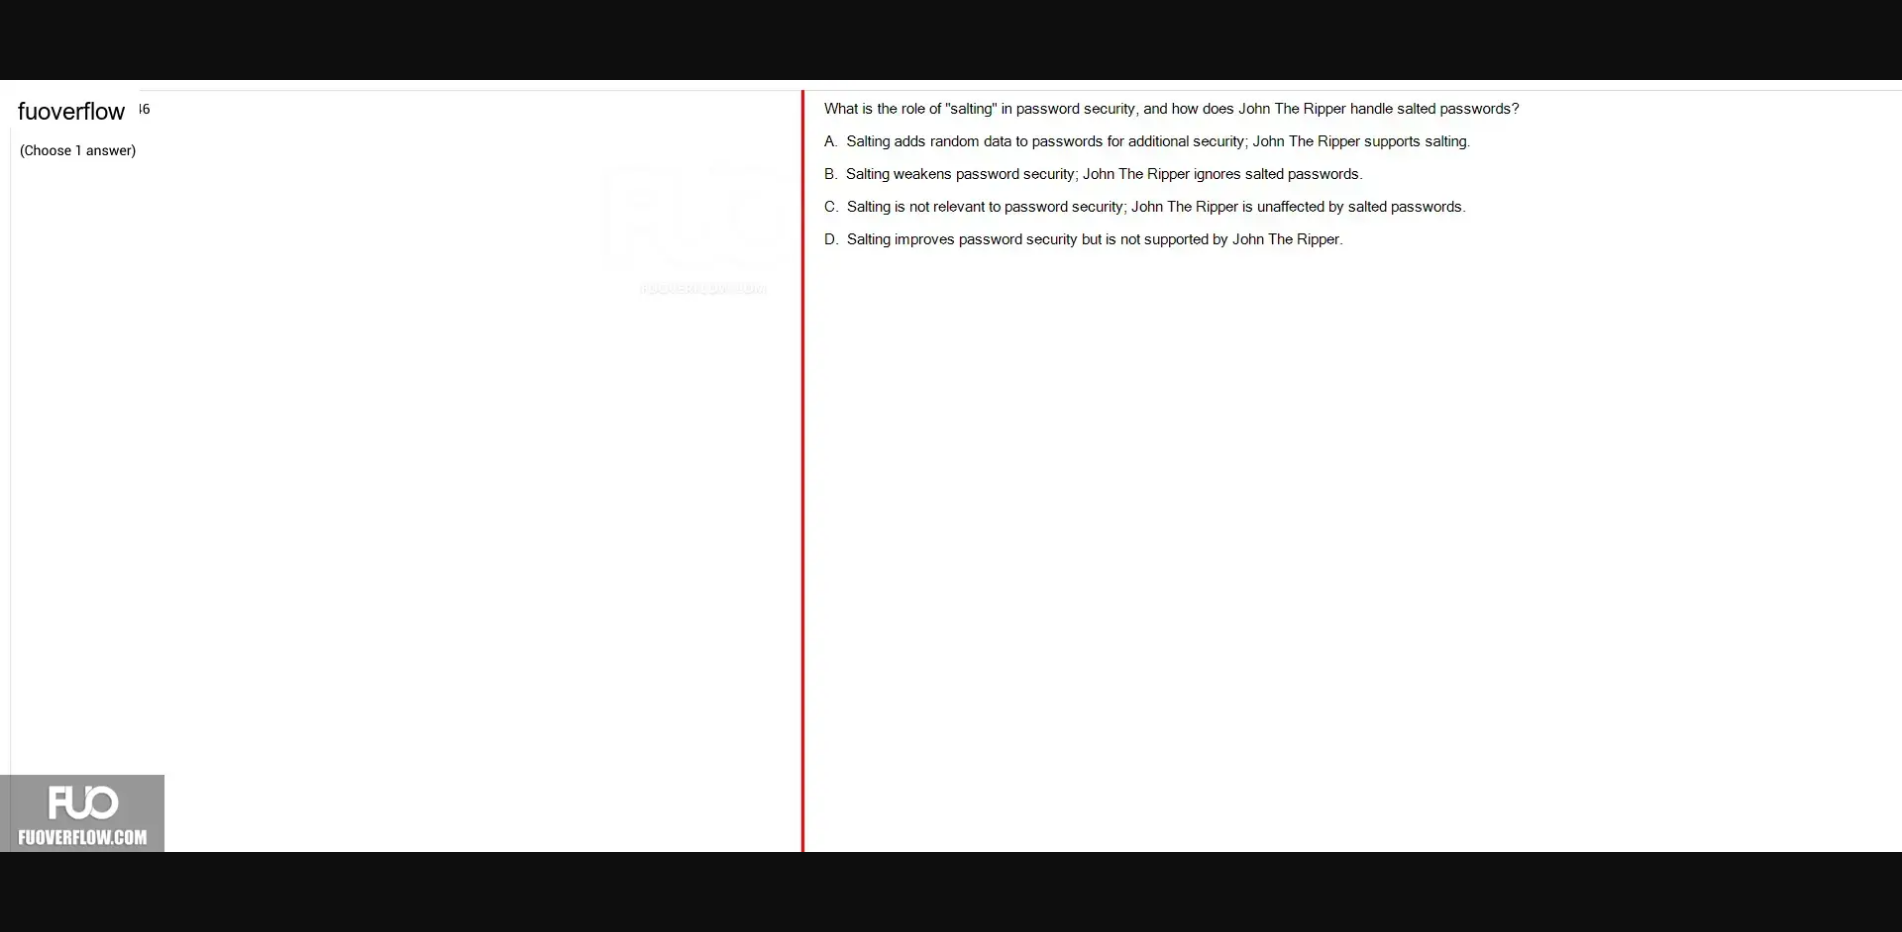 fuoverflow 46
(Choose 1 answer)
What is the role of "salting" in password security, and how does John The Ripper handle salted passwords?
A. Salting adds random data to passwords for additional security; John The Ripper supports salting.
B. Salting weakens password security; John The Ripper ignores salted passwords.
C. Salting is not relevant to password security; John The Ripper is unaffected by salted passwords.
D. Salting improves password security but is not supported by John The Ripper.
FUO
FUOVERFLOW.COM